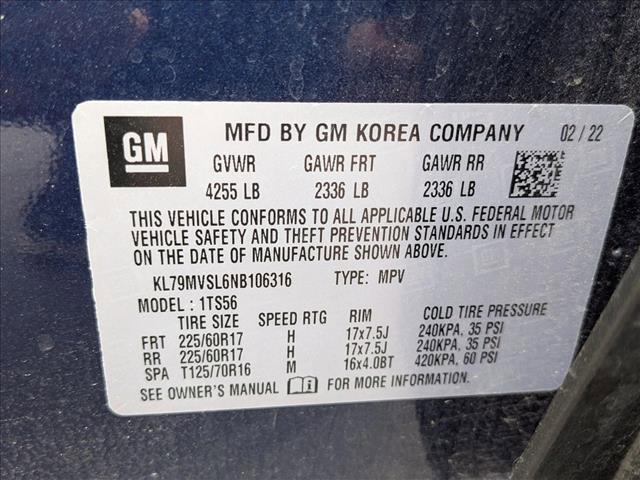 GM MFD BY GM KOREA COMPANY 02/22
GVWR GAWR FRT GAWR RR
4255 LB 2336 LB 2336 LB
THIS VEHICLE CONFORMS TO ALL APPLICABLE U.S. FEDERAL MOTOR
VEHICLE SAFETY AND THEFT PREVENTION STANDARDS IN EFFECT
ON THE DATE OF MANUFACTURE SHOWN ABOVE.
KL79MVSL6NB106316 TYPE: MPV
MODEL: 1TS56
TIRE SIZE SPEED RTG RIM COLD TIRE PRESSURE
FRT 225/60R17 H 17x7.5J 240KPA, 35 PSI
RR 225/60R17 H 17x7.5J 240KPA, 35 PSI
SPA T125/70R16 M 16x4.0BT 420KPA, 60 PSI
SEE OWNER'S MANUAL FOR MORE INFORMATION.